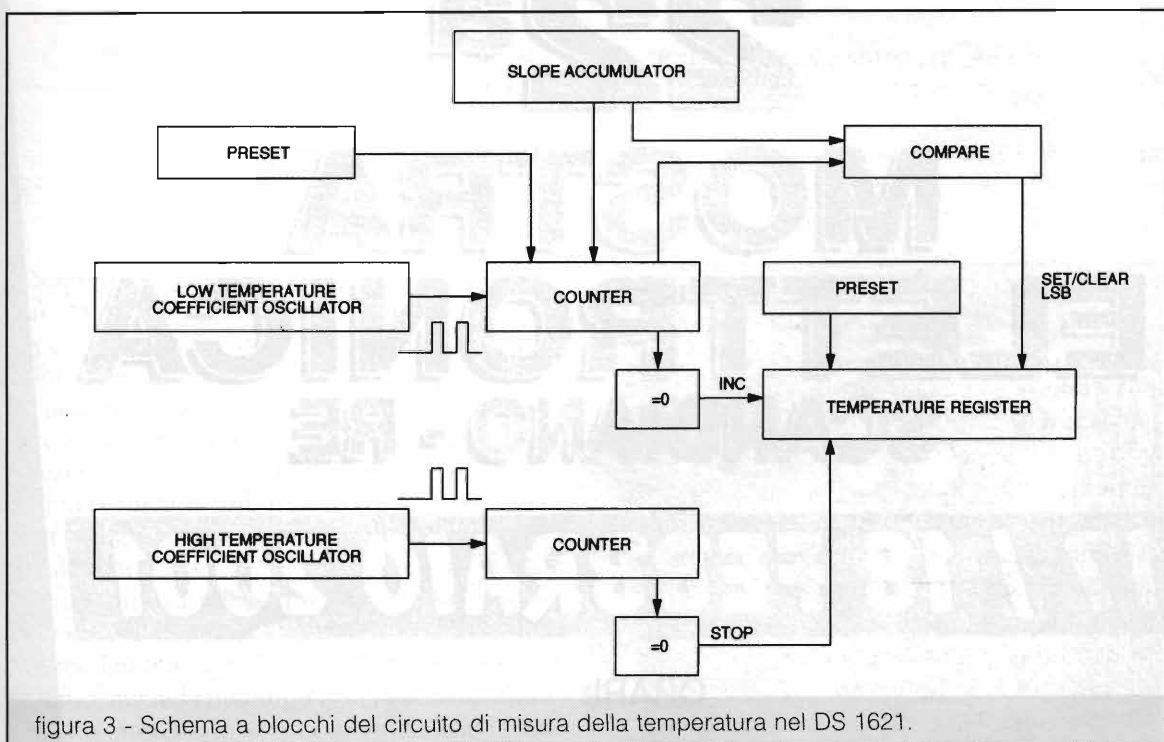 SLOPE ACCUMULATOR
PRESET
COMPARE
LOW TEMPERATURE
COEFFICIENT OSCILLATOR
COUNTER
PRESET
SET/CLEAR
LSB
=0
INC
TEMPERATURE REGISTER
HIGH TEMPERATURE
COEFFICIENT OSCILLATOR
COUNTER
=0
STOP
figura 3 - Schema a blocchi del circuito di misura della temperatura nel DS 1621.